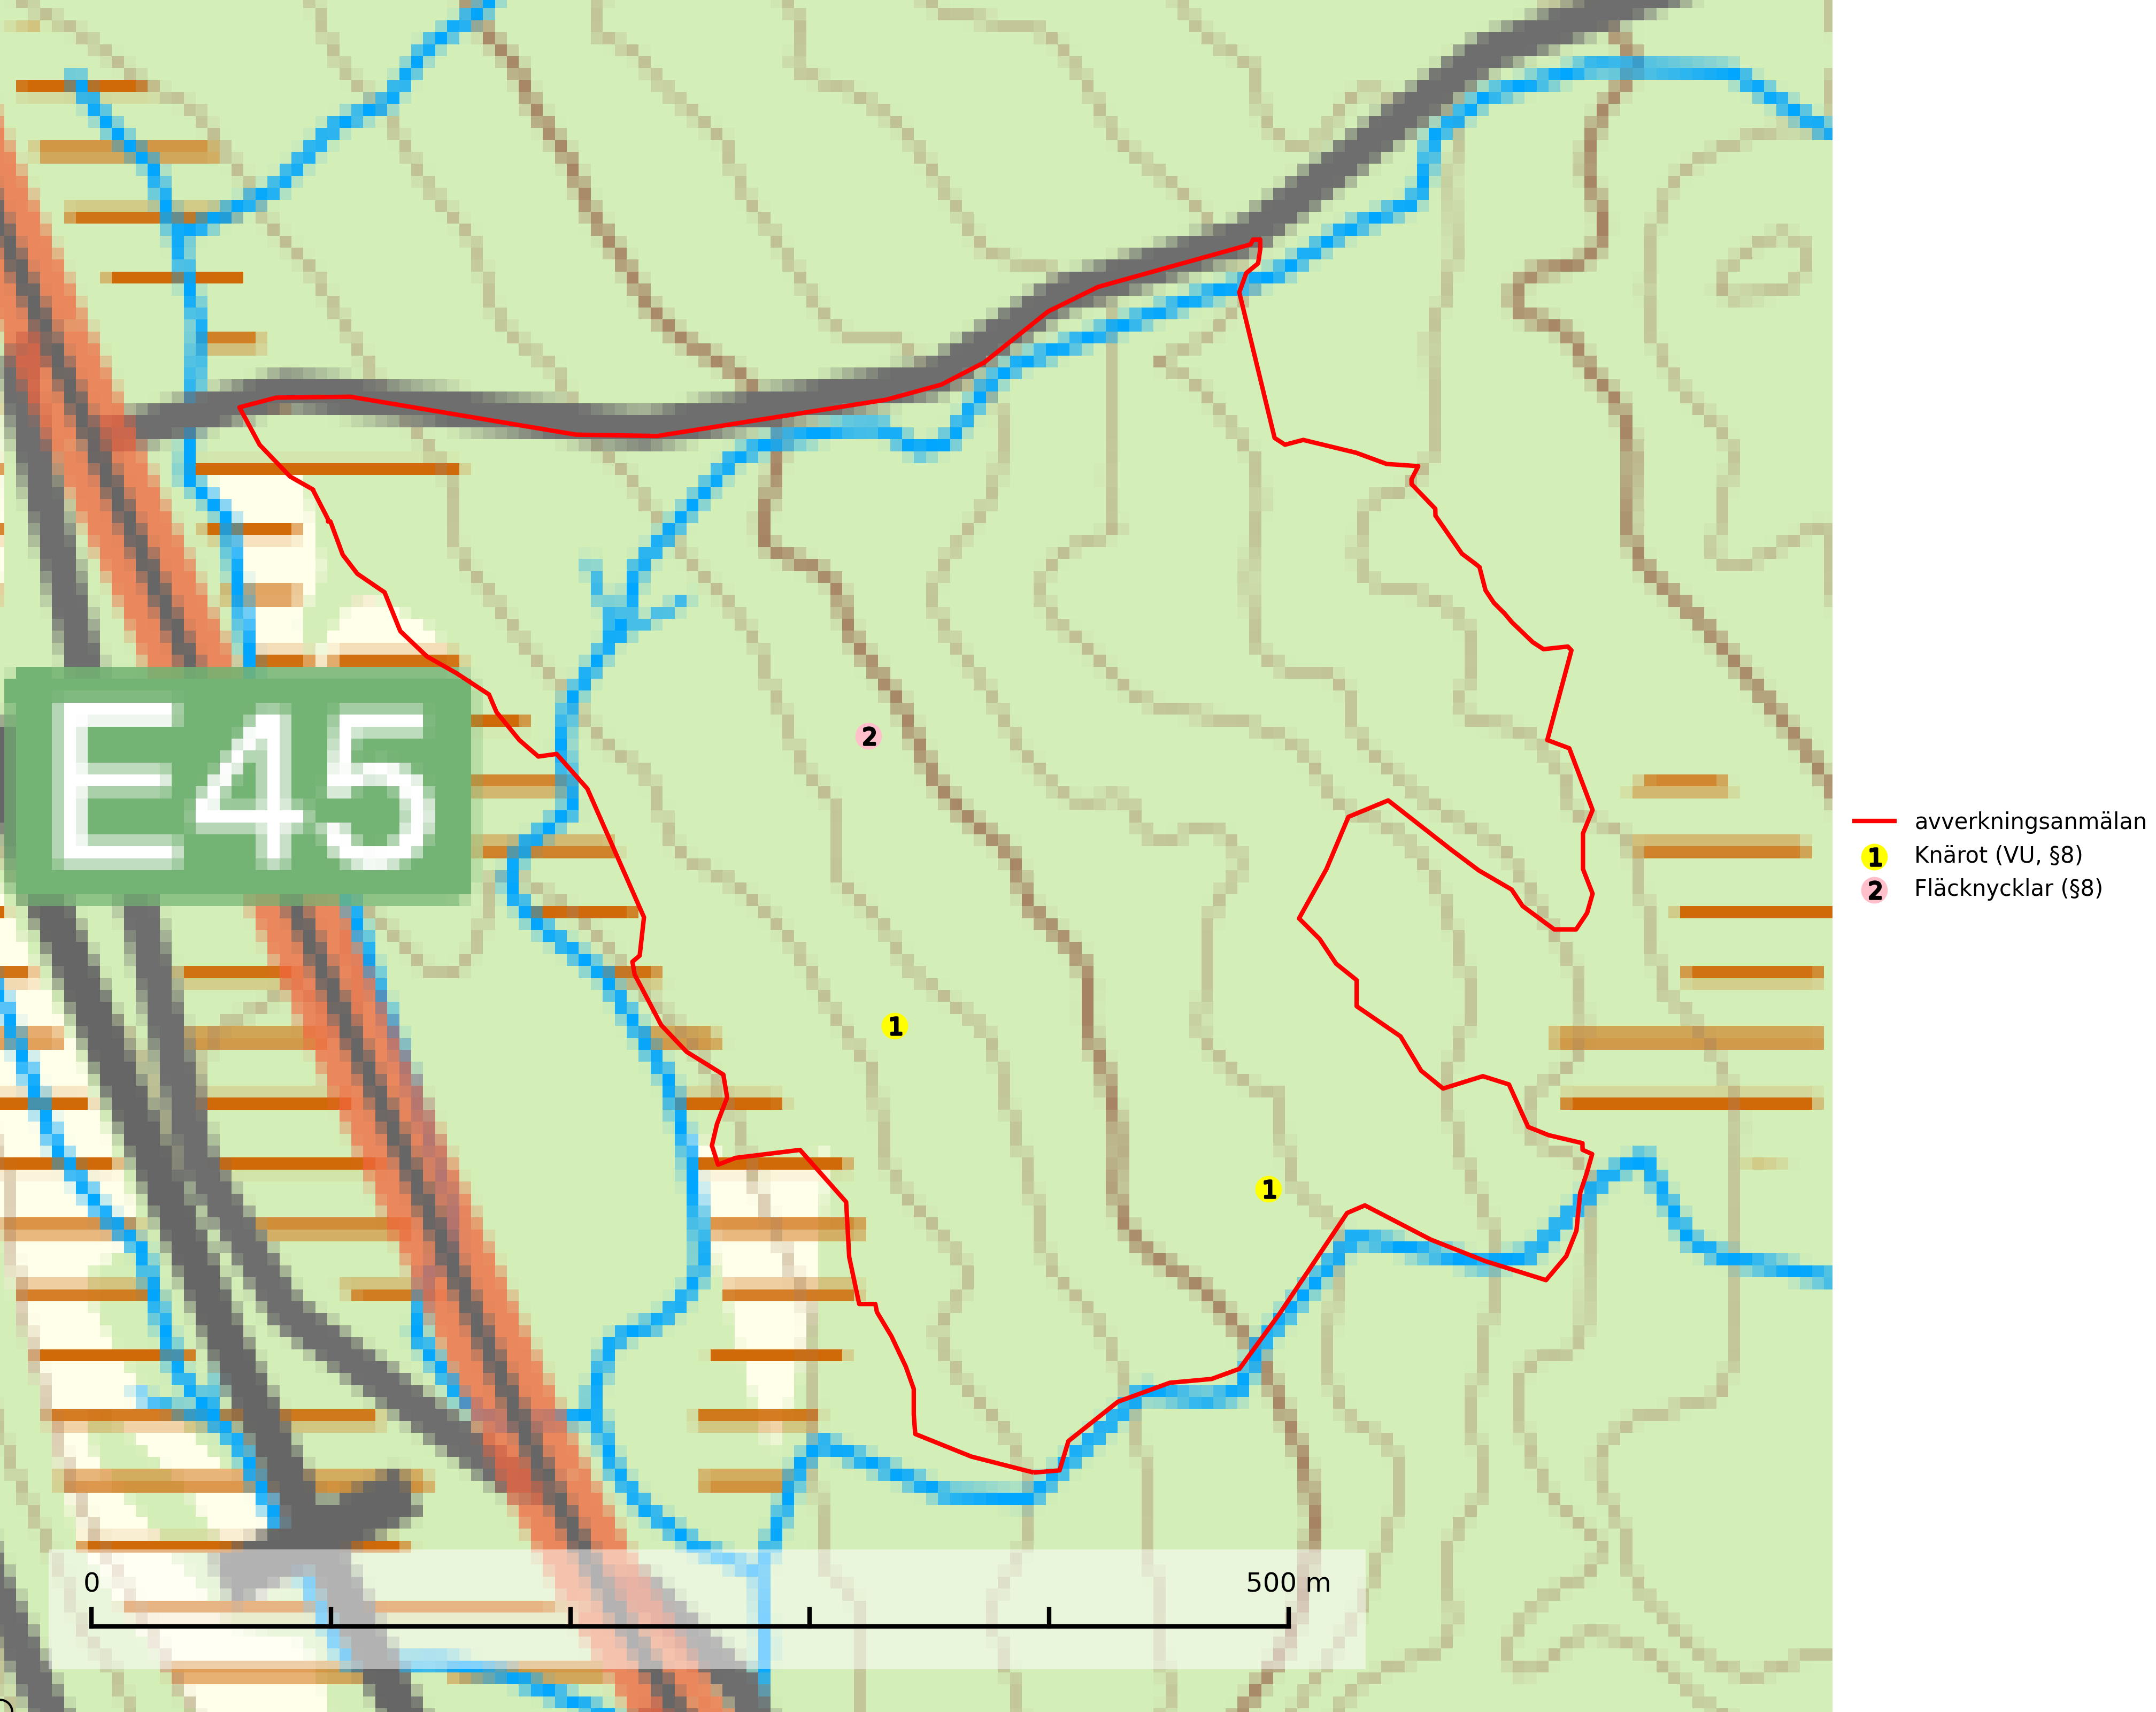 E45
2
1
1
avverkningsanmälan
1 Knärot (VU, §8)
2 Fläcknycklar (§8)
0 500 m